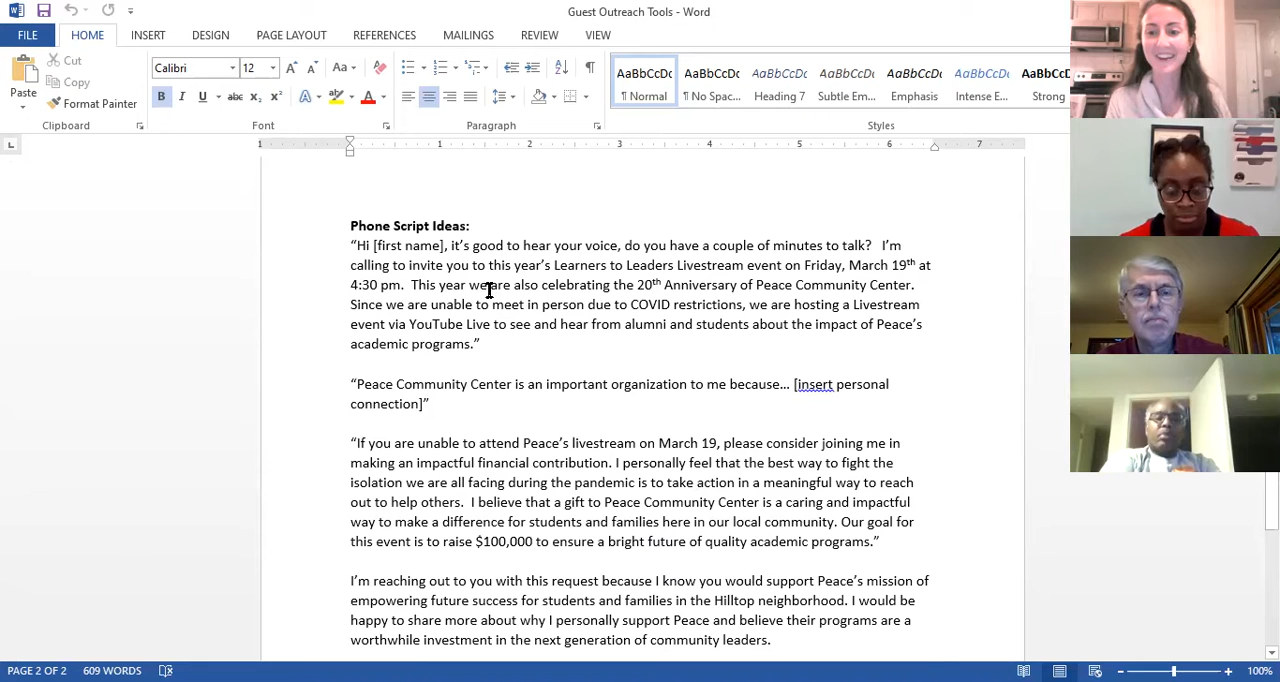 Guest Outreach Tools - Word
FILE HOME INSERT DESIGN PAGE LAYOUT REFERENCES MAILINGS REVIEW VIEW
Paste Cut Copy Format Painter
Calibri 12 Aa
B I U abc X₂ X² A A
AaBbCcDc AaBbCcDc AaBbCcDc AaBbCcDc AaBbCcDc AaBbCcDc AaBbCcDc
¶ Normal ¶ No Spac... Heading 7 Subtle Em... Emphasis Intense E... Strong
Clipboard Font Paragraph Styles
1 1 2 3 4 5 6 7
Phone Script Ideas:
“Hi [first name], it’s good to hear your voice, do you have a couple of minutes to talk? I’m
calling to invite you to this year’s Learners to Leaders Livestream event on Friday, March 19th at
4:30 pm. This year we are also celebrating the 20th Anniversary of Peace Community Center.
Since we are unable to meet in person due to COVID restrictions, we are hosting a Livestream
event via YouTube Live to see and hear from alumni and students about the impact of Peace’s
academic programs.”
“Peace Community Center is an important organization to me because… [insert personal
connection]”
“If you are unable to attend Peace’s livestream on March 19, please consider joining me in
making an impactful financial contribution. I personally feel that the best way to fight the
isolation we are all facing during the pandemic is to take action in a meaningful way to reach
out to help others. I believe that a gift to Peace Community Center is a caring and impactful
way to make a difference for students and families here in our local community. Our goal for
this event is to raise $100,000 to ensure a bright future of quality academic programs.”
I’m reaching out to you with this request because I know you would support Peace’s mission of
empowering future success for students and families in the Hilltop neighborhood. I would be
happy to share more about why I personally support Peace and believe their programs are a
worthwhile investment in the next generation of community leaders.
PAGE 2 OF 2 609 WORDS 100%